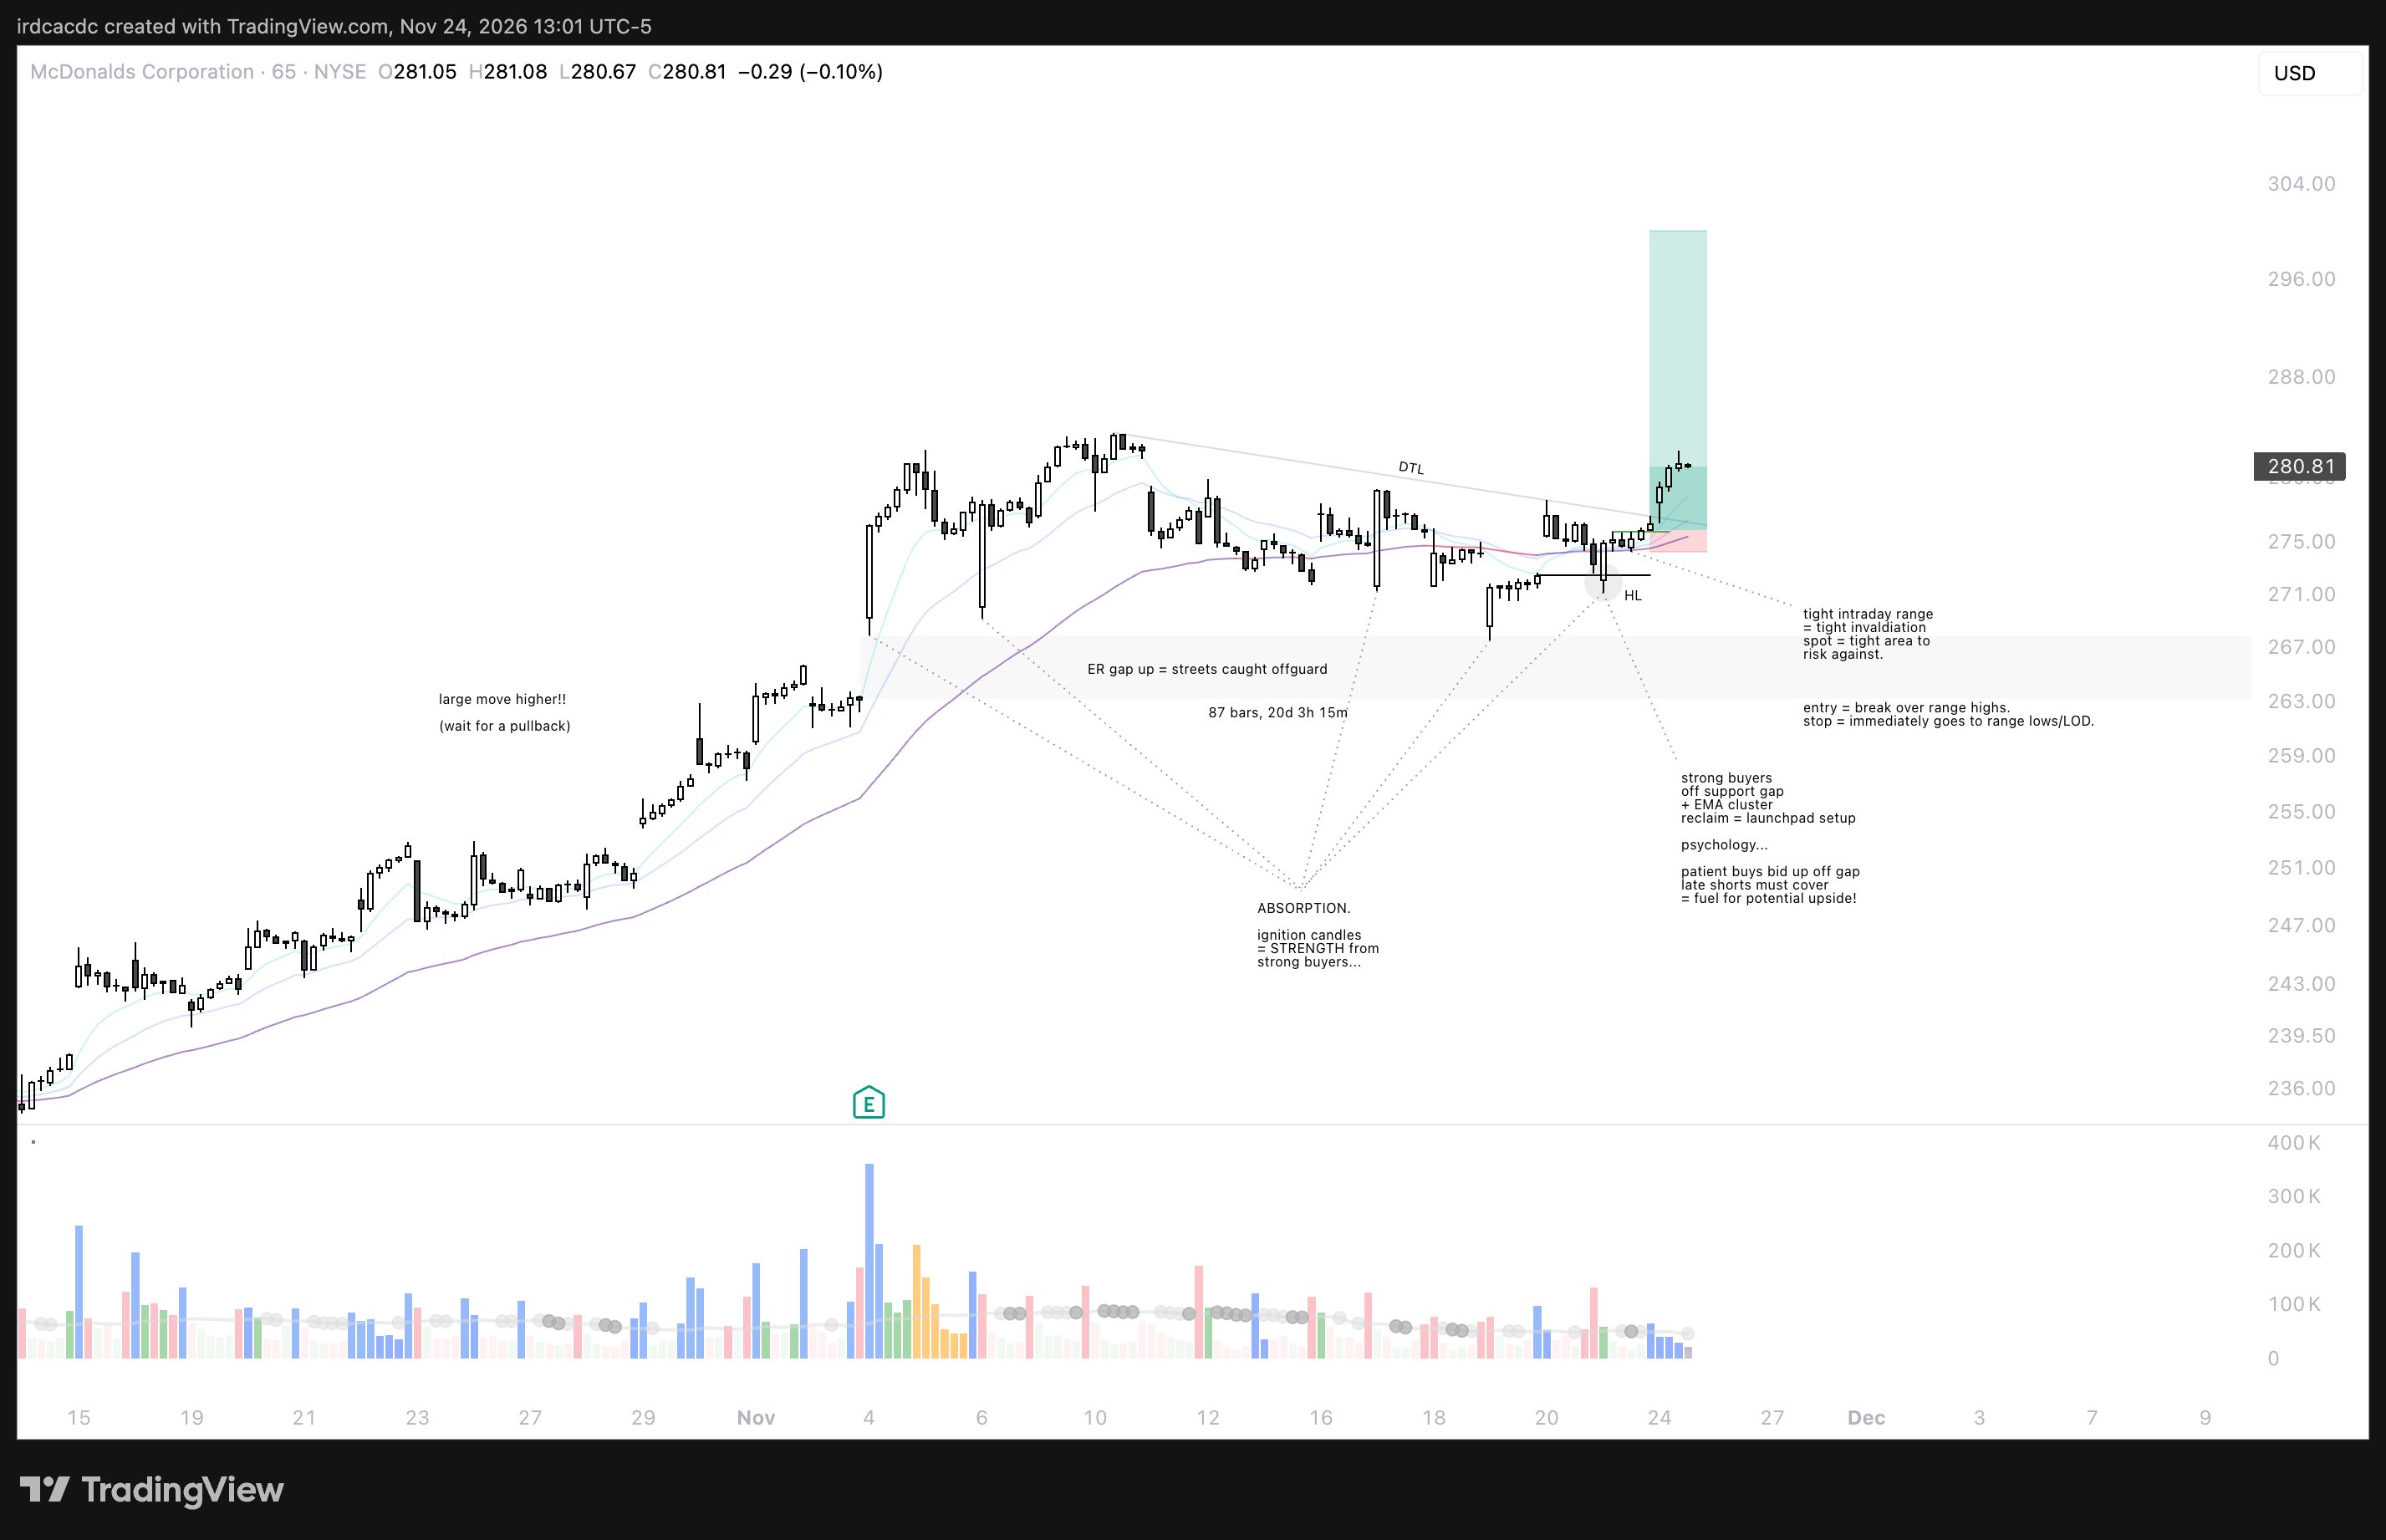 irdcacdc created with TradingView.com, Nov 24, 2026 13:01 UTC-5
McDonalds Corporation · 65 · NYSE O281.05 H281.08 L280.67 C280.81 −0.29 (−0.10%)
USD
304.00
296.00
288.00
280.81
275.00
271.00
267.00
263.00
259.00
255.00
251.00
247.00
243.00
239.50
236.00
DTL
HL
tight intraday range
= tight invaldiation
spot = tight area to
risk against.
entry = break over range highs.
stop = immediately goes to range lows/LOD.
ER gap up = streets caught offguard
87 bars, 20d 3h 15m
large move higher!!
(wait for a pullback)
strong buyers
off support gap
+ EMA cluster
reclaim = launchpad setup
psychology...
patient buys bid up off gap
late shorts must cover
= fuel for potential upside!
ABSORPTION.
ignition candles
= STRENGTH from
strong buyers...
E
400 K
300 K
200 K
100 K
0
15 19 21 23 27 29 Nov 4 6 10 12 16 18 20 24 27 Dec 3 7 9
TradingView